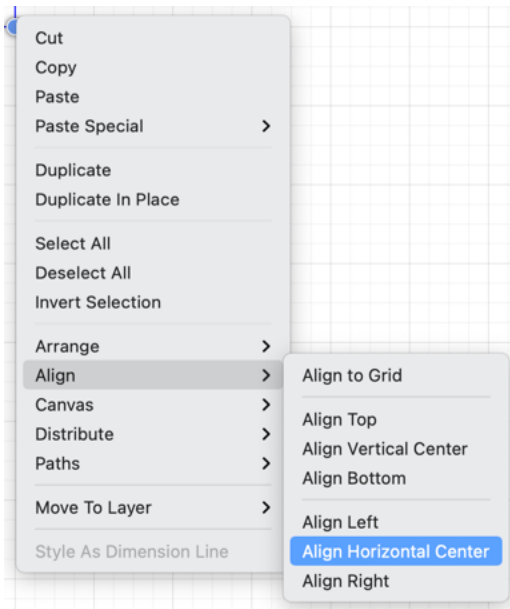 Cut
Copy
Paste
Paste Special
Duplicate
Duplicate In Place
Select All
Deselect All
Invert Selection
Arrange
Align
Canvas
Distribute
Paths
Move To Layer
Style As Dimension Line
Align to Grid
Align Top
Align Vertical Center
Align Bottom
Align Left
Align Horizontal Center
Align Right